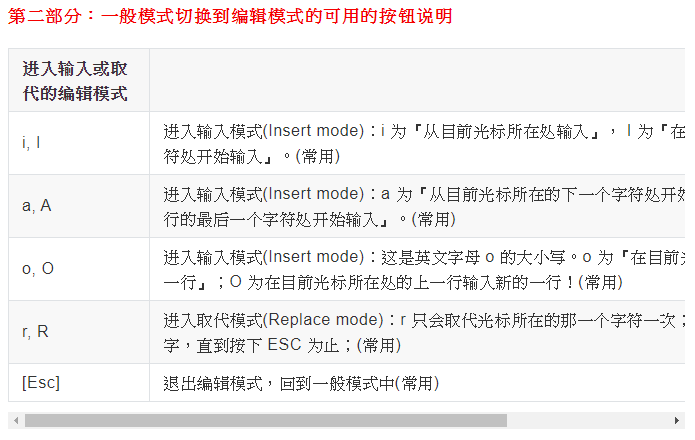 第二部分：一般模式切换到编辑模式的可用的按钮说明
进入输入或取
代的编辑模式
i, I
进入输入模式(Insert mode)：i 为『从目前光标所在处输入』， I 为『在
符处开始输入』。(常用)
a, A
进入输入模式(Insert mode)：a 为『从目前光标所在的下一个字符处开始
行的最后一个字符处开始输入』。(常用)
o, O
进入输入模式(Insert mode)：这是英文字母 o 的大小写。o 为『在目前光
一行』；O 为在目前光标所在处的上一行输入新的一行！(常用)
r, R
进入取代模式(Replace mode)：r 只会取代光标所在的那一个字符一次；
字，直到按下 ESC 为止；(常用)
[Esc]
退出编辑模式，回到一般模式中(常用)